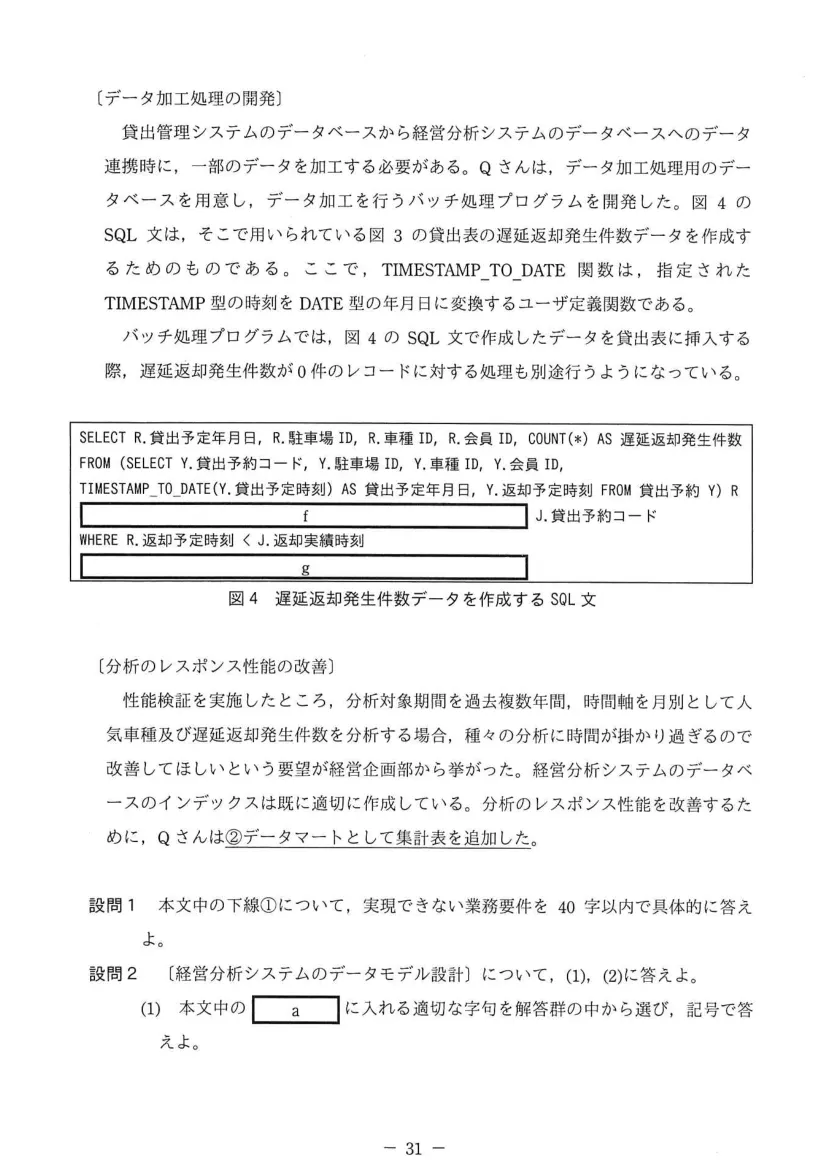 〔データ加工処理の開発〕
貸出管理システムのデータベースから経営分析システムのデータベースへのデータ
連携時に，一部のデータを加工する必要がある。Q さんは，データ加工処理用のデー
タベースを用意し，データ加工を行うバッチ処理プログラムを開発した。図 4 の
SQL 文は，そこで用いられている図 3 の貸出表の遅延返却発生件数データを作成す
るためのものである。ここで，TIMESTAMP_TO_DATE 関数は，指定された
TIMESTAMP 型の時刻を DATE 型の年月日に変換するユーザ定義関数である。
バッチ処理プログラムでは，図 4 の SQL 文で作成したデータを貸出表に挿入する
際，遅延返却発生件数が 0 件のレコードに対する処理も別途行うようになっている。
SELECT R.貸出予定年月日, R.駐車場 ID, R.車種 ID, R.会員 ID, COUNT(*) AS 遅延返却発生件数
FROM (SELECT Y.貸出予約コード, Y.駐車場 ID, Y.車種 ID, Y.会員 ID,
TIMESTAMP_TO_DATE(Y.貸出予定時刻) AS 貸出予定年月日, Y.返却予定時刻 FROM 貸出予約 Y) R
f J.貸出予約コード
WHERE R.返却予定時刻 < J.返却実績時刻
g
図 4 遅延返却発生件数データを作成する SQL 文
〔分析のレスポンス性能の改善〕
性能検証を実施したところ，分析対象期間を過去複数年間，時間軸を月別として人
気車種及び遅延返却発生件数を分析する場合，種々の分析に時間が掛かり過ぎるので
改善してほしいという要望が経営企画部から挙がった。経営分析システムのデータベ
ースのインデックスは既に適切に作成している。分析のレスポンス性能を改善するた
めに，Q さんは②データマートとして集計表を追加した。
設問 1 本文中の下線①について，実現できない業務要件を 40 字以内で具体的に答え
よ。
設問 2 〔経営分析システムのデータモデル設計〕について，(1)，(2)に答えよ。
(1) 本文中の a に入れる適切な字句を解答群の中から選び，記号で答
えよ。
－ 31 －